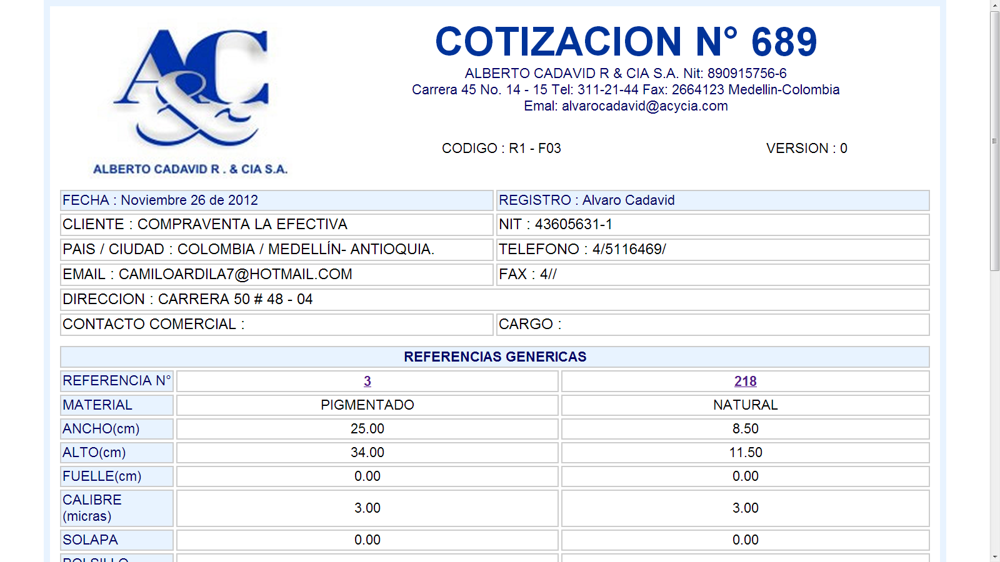 A&C
ALBERTO CADAVID R . & CIA S.A.
COTIZACION N° 689
ALBERTO CADAVID R & CIA S.A. Nit: 890915756-6
Carrera 45 No. 14 - 15 Tel: 311-21-44 Fax: 2664123 Medellin-Colombia
Emal: alvarocadavid@acycia.com
CODIGO : R1 - F03 VERSION : 0
FECHA : Noviembre 26 de 2012 REGISTRO : Alvaro Cadavid
CLIENTE : COMPRAVENTA LA EFECTIVA NIT : 43605631-1
PAIS / CIUDAD : COLOMBIA / MEDELLÍN- ANTIOQUIA. TELEFONO : 4/5116469/
EMAIL : CAMILOARDILA7@HOTMAIL.COM FAX : 4//
DIRECCION : CARRERA 50 # 48 - 04
CONTACTO COMERCIAL : CARGO :
REFERENCIAS GENERICAS
REFERENCIA N° 3 218
MATERIAL PIGMENTADO NATURAL
ANCHO(cm) 25.00 8.50
ALTO(cm) 34.00 11.50
FUELLE(cm) 0.00 0.00
CALIBRE
(micras) 3.00 3.00
SOLAPA 0.00 0.00
BOLSILLO